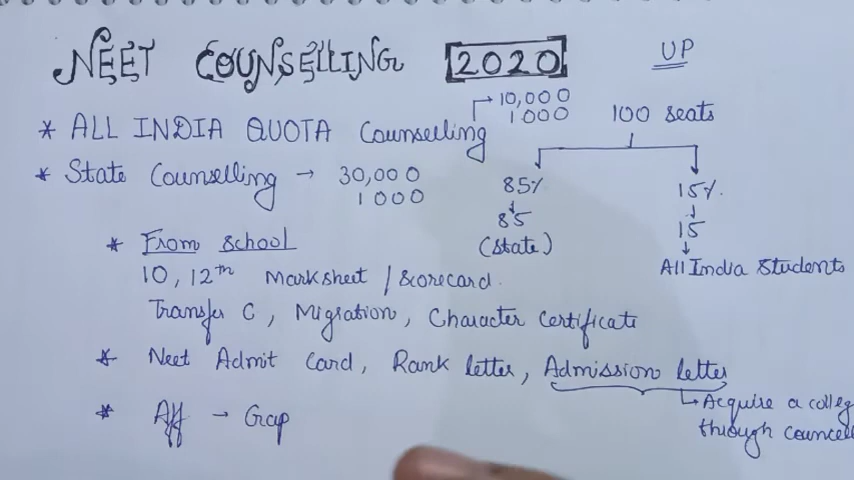 NEET COUNSELLING 2020
UP
* ALL INDIA QUOTA Counselling
10,000
1000
100 seats
* State Counselling → 30,000
1000
85%
85
(State)
15%
15
All India Students
* From school
10, 12th Marksheet / Scorecard.
Transfer C, Migration, Character Certificate
* Neet Admit Card, Rank letter, Admission letter
Acquire a colleg
through councell
* Aff - Gap